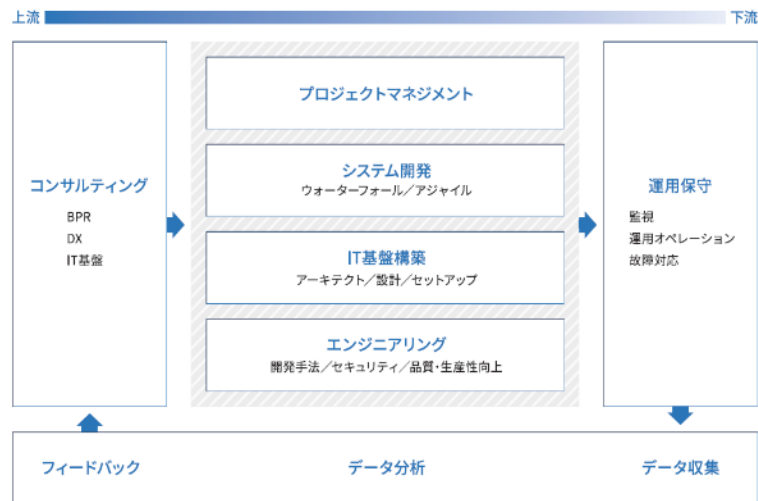 上流
下流
コンサルティング
BPR
DX
IT基盤
プロジェクトマネジメント
システム開発
ウォーターフォール／アジャイル
IT基盤構築
アーキテクト／設計／セットアップ
エンジニアリング
開発手法／セキュリティ／品質・生産性向上
運用保守
監視
運用オペレーション
故障対応
フィードバック
データ分析
データ収集